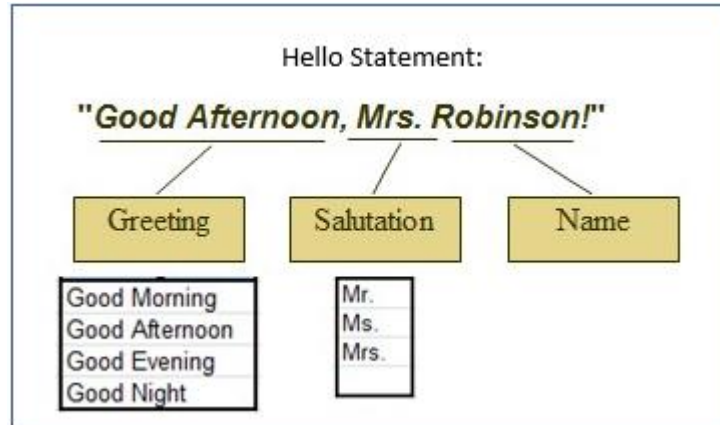 Hello Statement:
"Good Afternoon, Mrs. Robinson!"
Greeting
Salutation
Name
Good Morning
Good Afternoon
Good Evening
Good Night
Mr.
Ms.
Mrs.